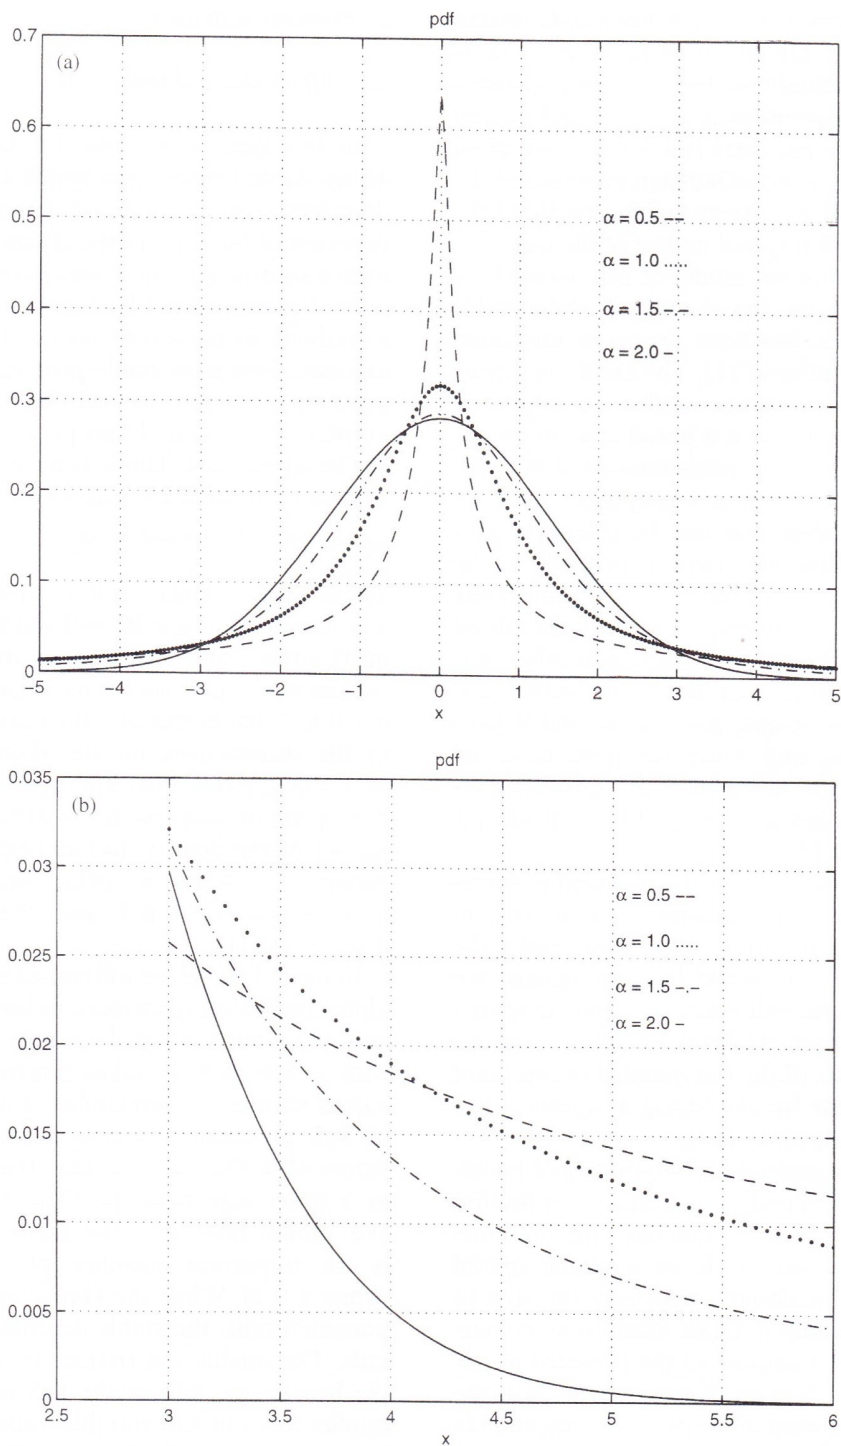 pdf
(a)
0.7
0.6
0.5
0.4
0.3
0.2
0.1
0
α = 0.5 --
α = 1.0 .....
α = 1.5 -.-
α = 2.0 -
-5 -4 -3 -2 -1 0 1 2 3 4 5
x
pdf
(b)
0.035
0.03
0.025
0.02
0.015
0.01
0.005
0
α = 0.5 --
α = 1.0 .....
α = 1.5 -.-
α = 2.0 -
2.5 3 3.5 4 4.5 5 5.5 6
x